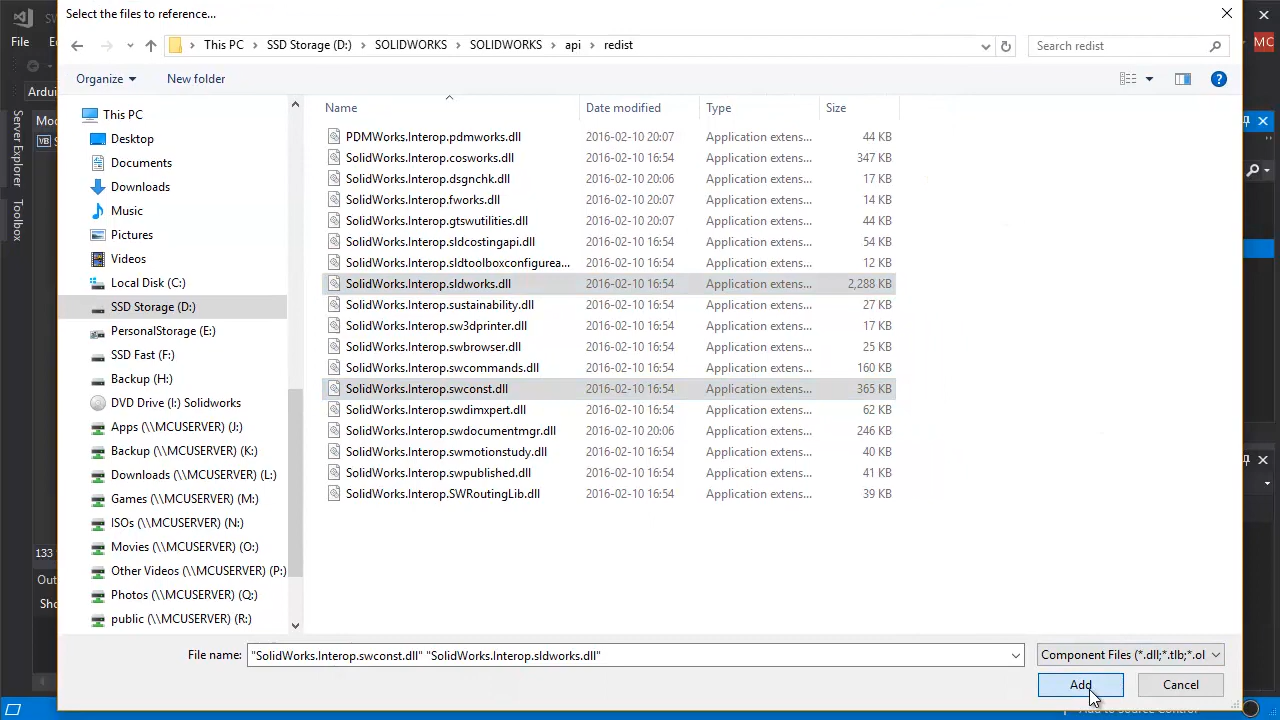 Select the files to reference...
File
MC
This PC
SSD Storage (D:)
SOLIDWORKS
SOLIDWORKS
api
redist
Search redist
Organize
New folder
Server Explorer
Toolbox
This PC
Desktop
Documents
Downloads
Music
Pictures
Videos
Local Disk (C:)
SSD Storage (D:)
PersonalStorage (E:)
SSD Fast (F:)
Backup (H:)
DVD Drive (I:) Solidworks
Apps (\\MCUSERVER) (J:)
Backup (\\MCUSERVER) (K:)
Downloads (\\MCUSERVER) (L:)
Games (\\MCUSERVER) (M:)
ISOs (\\MCUSERVER) (N:)
Movies (\\MCUSERVER) (O:)
Other Videos (\\MCUSERVER) (P:)
Photos (\\MCUSERVER) (Q:)
public (\\MCUSERVER) (R:)
Name Date modified Type Size
PDMWorks.Interop.pdmworks.dll 2016-02-10 20:07 Application extens... 44 KB
SolidWorks.Interop.cosworks.dll 2016-02-10 16:54 Application extens... 347 KB
SolidWorks.Interop.dsgnchk.dll 2016-02-10 20:06 Application extens... 17 KB
SolidWorks.Interop.fworks.dll 2016-02-10 20:07 Application extens... 14 KB
SolidWorks.Interop.gtswutilities.dll 2016-02-10 20:07 Application extens... 44 KB
SolidWorks.Interop.sldcostingapi.dll 2016-02-10 16:54 Application extens... 54 KB
SolidWorks.Interop.sldtoolboxconfigurea... 2016-02-10 16:54 Application extens... 12 KB
SolidWorks.Interop.sldworks.dll 2016-02-10 16:54 Application extens... 2,288 KB
SolidWorks.Interop.sustainability.dll 2016-02-10 16:54 Application extens... 27 KB
SolidWorks.Interop.sw3dprinter.dll 2016-02-10 16:54 Application extens... 17 KB
SolidWorks.Interop.swbrowser.dll 2016-02-10 16:54 Application extens... 25 KB
SolidWorks.Interop.swcommands.dll 2016-02-10 16:54 Application extens... 160 KB
SolidWorks.Interop.swconst.dll 2016-02-10 16:54 Application extens... 365 KB
SolidWorks.Interop.swdimxpert.dll 2016-02-10 16:54 Application extens... 62 KB
SolidWorks.Interop.swdocumentmgr.dll 2016-02-10 20:06 Application extens... 246 KB
SolidWorks.Interop.swmotionstudy.dll 2016-02-10 16:54 Application extens... 40 KB
SolidWorks.Interop.swpublished.dll 2016-02-10 16:54 Application extens... 41 KB
SolidWorks.Interop.SWRoutingLib.dll 2016-02-10 16:54 Application extens... 39 KB
133
File name: "SolidWorks.Interop.swconst.dll" "SolidWorks.Interop.sldworks.dll"
Component Files (*.dll;*.tlb;*.ol
Add
Cancel